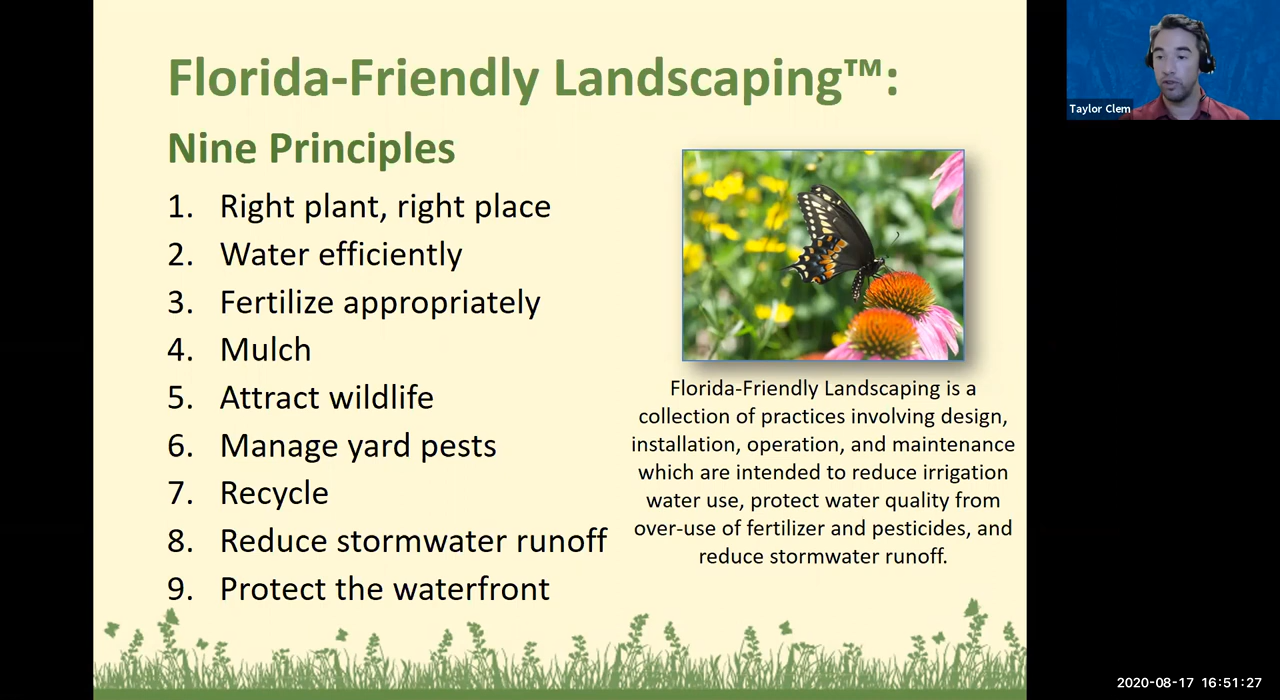 Florida-Friendly Landscaping™:
Nine Principles
1. Right plant, right place
2. Water efficiently
3. Fertilize appropriately
4. Mulch
5. Attract wildlife
6. Manage yard pests
7. Recycle
8. Reduce stormwater runoff
9. Protect the waterfront
Florida-Friendly Landscaping is a
collection of practices involving design,
installation, operation, and maintenance
which are intended to reduce irrigation
water use, protect water quality from
over-use of fertilizer and pesticides, and
reduce stormwater runoff.
Taylor Clem
2020-08-17 16:51:27